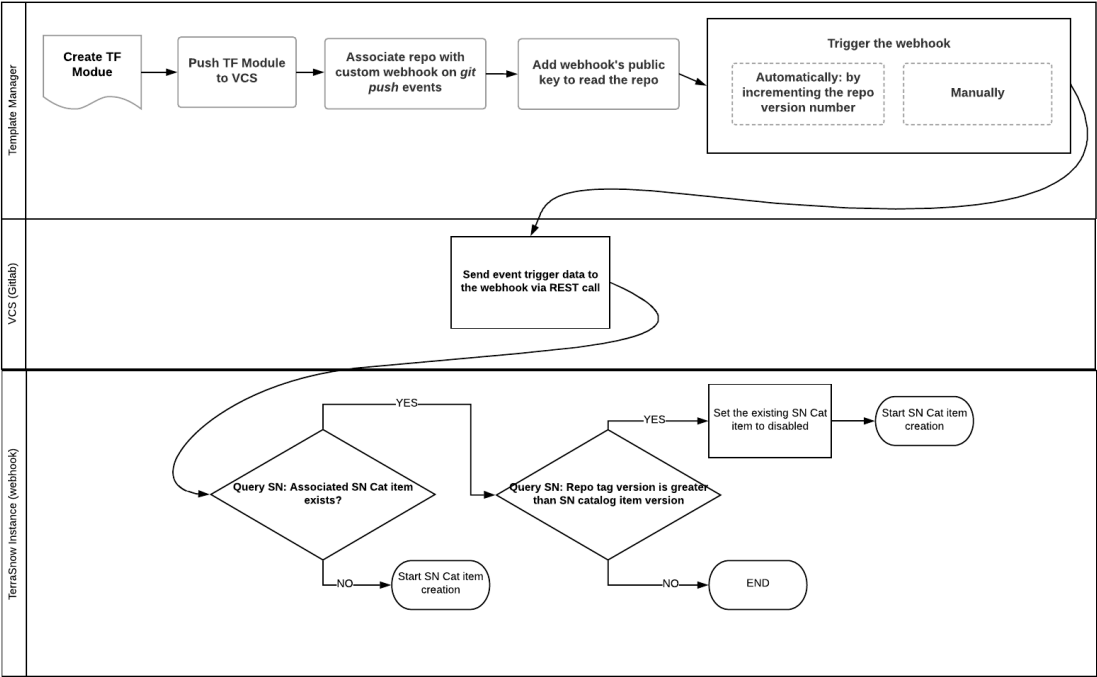 Template Manager
Create TF
Modue
Push TF Module
to VCS
Associate repo with
custom webhook on git
push events
Add webhook's public
key to read the repo
Trigger the webhook
Automatically: by
incrementing the repo
version number
Manually
VCS (Gitlab)
Send event trigger data to
the webhook via REST call
TerraSnow Instance (webhook)
Query SN: Associated SN Cat item
exists?
YES
NO
Start SN Cat item
creation
Query SN: Repo tag version is greater
than SN catalog item version
YES
Set the existing SN Cat
item to disabled
Start SN Cat item
creation
NO
END